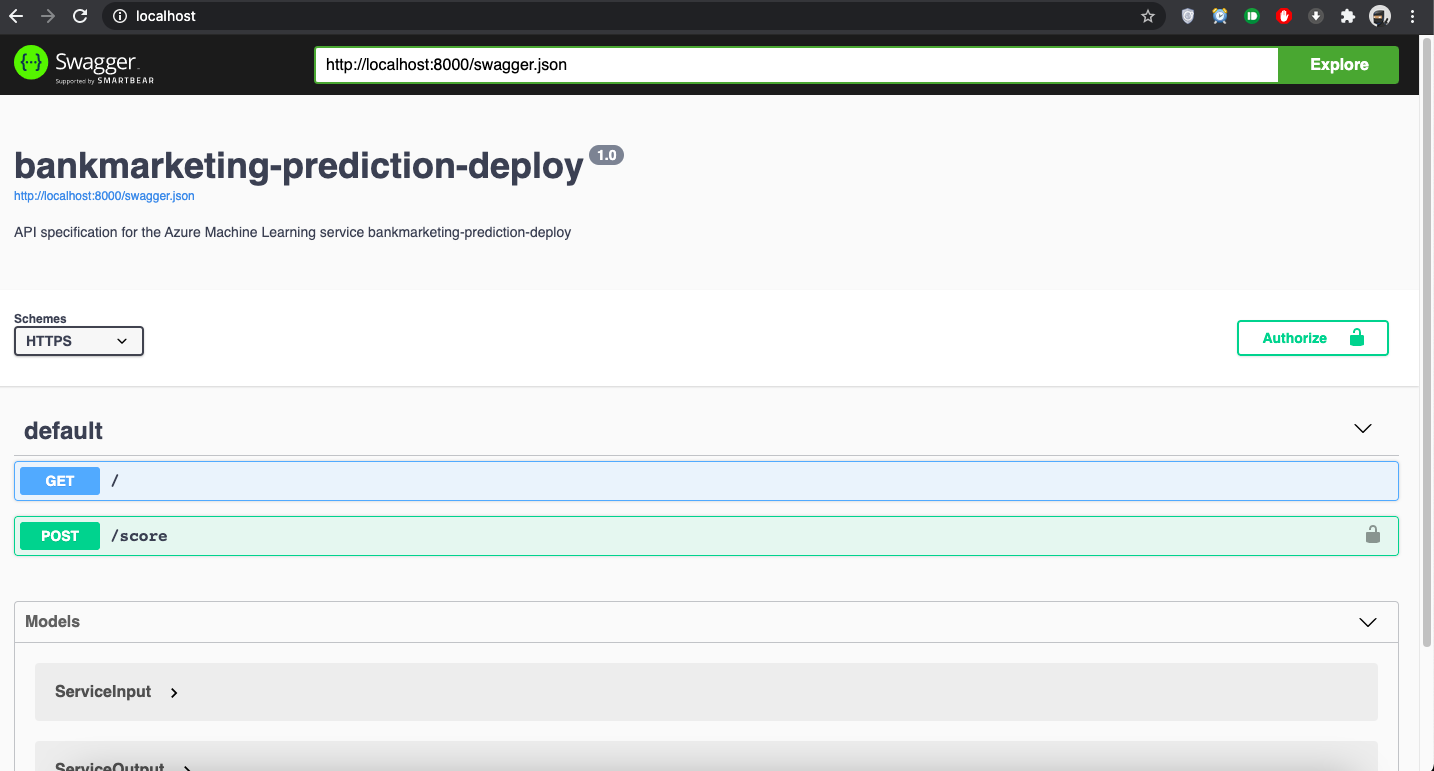 localhost
{···} Swagger.
Supported by SMARTBEAR
http://localhost:8000/swagger.json
Explore
bankmarketing-prediction-deploy 1.0
http://localhost:8000/swagger.json
API specification for the Azure Machine Learning service bankmarketing-prediction-deploy
Schemes
HTTPS
Authorize
default
GET /
POST /score
Models
ServiceInput
ServiceOutput